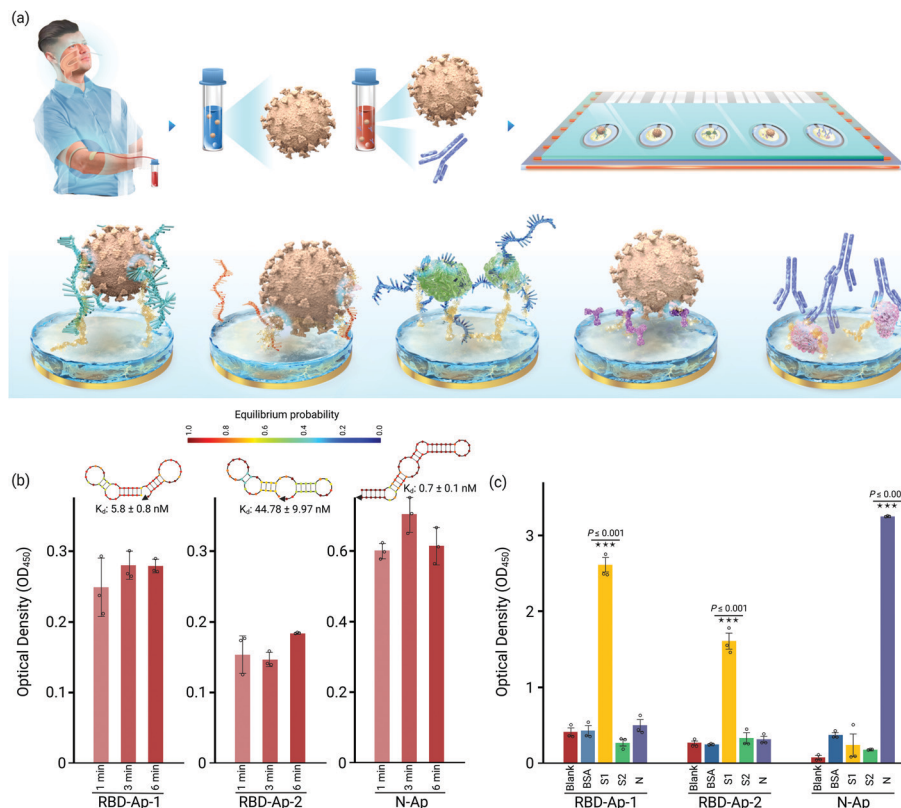 (a)
Equilibrium probability
1.0 0.8 0.6 0.4 0.2 0.0
(b)
K_d: 5.8 ± 0.8 nM
K_d: 44.78 ± 9.97 nM
K_d: 0.7 ± 0.1 nM
Optical Density (OD₄₅₀)
0.3
0.2
0.1
0
1 min 3 min 6 min
RBD-Ap-1
0.3
0.2
0.1
0
1 min 3 min 6 min
RBD-Ap-2
0.6
0.4
0.2
0
1 min 3 min 6 min
N-Ap
(c)
Optical Density (OD₄₅₀)
3
2
1
0
P ≤ 0.001
★★★
P ≤ 0.001
★★★
P ≤ 0.00
★★★
Blank BSA S1 S2 N
RBD-Ap-1
Blank BSA S1 S2 N
RBD-Ap-2
Blank BSA S1 S2 N
N-Ap